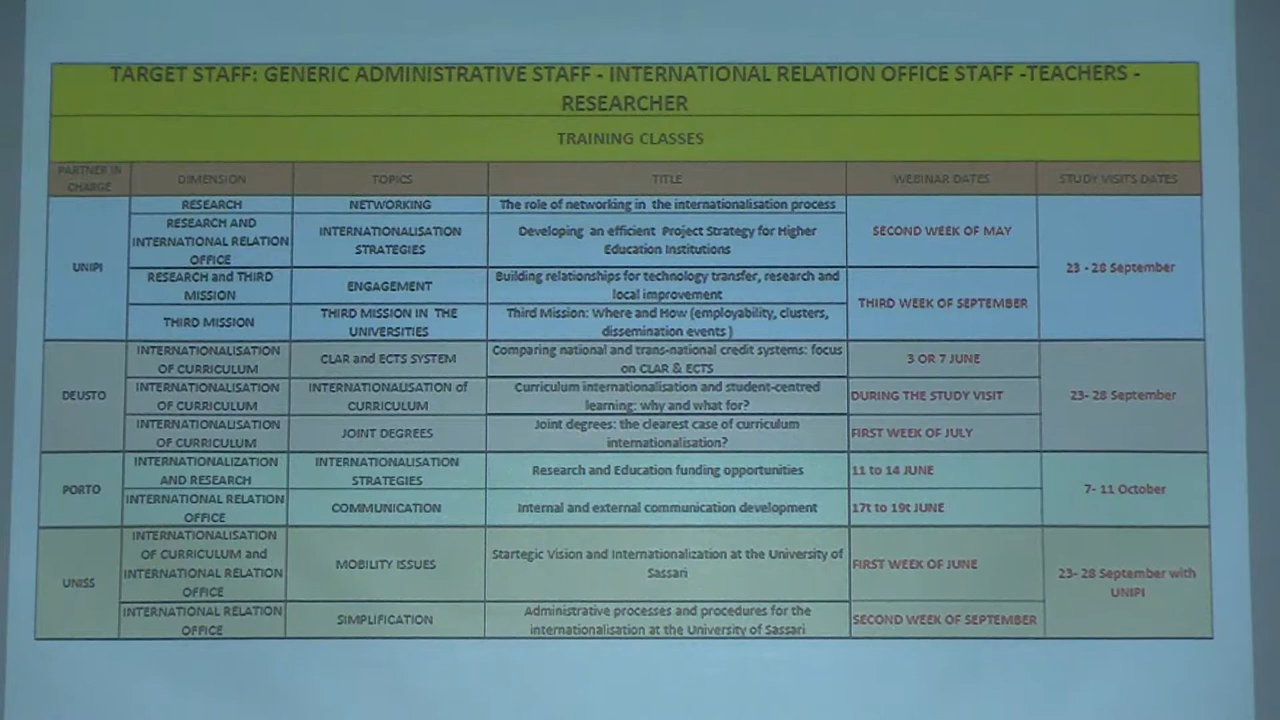 TARGET STAFF: GENERIC ADMINISTRATIVE STAFF - INTERNATIONAL RELATION OFFICE STAFF -TEACHERS -
RESEARCHER
TRAINING CLASSES
PARTNER IN
CHARGE
DIMENSION
TOPICS
TITLE
WEBINAR DATES
STUDY VISITS DATES
UNIPI
RESEARCH
NETWORKING
The role of networking in the internationalisation process
SECOND WEEK OF MAY
23 - 28 September
RESEARCH AND
INTERNATIONAL RELATION
OFFICE
INTERNATIONALISATION
STRATEGIES
Developing an efficient Project Strategy for Higher
Education Institutions
RESEARCH and THIRD
MISSION
ENGAGEMENT
Building relationships for technology transfer, research and
local improvement
THIRD WEEK OF SEPTEMBER
THIRD MISSION
THIRD MISSION IN THE
UNIVERSITIES
Third Mission: Where and How (employability, clusters,
dissemination events )
DEUSTO
INTERNATIONALISATION
OF CURRICULUM
CLAR and ECTS SYSTEM
Comparing national and trans-national credit systems: focus
on CLAR & ECTS
3 OR 7 JUNE
23- 28 September
INTERNATIONALISATION
OF CURRICULUM
INTERNATIONALISATION of
CURRICULUM
Curriculum internationalisation and student-centred
learning: why and what for?
DURING THE STUDY VISIT
INTERNATIONALISATION
OF CURRICULUM
JOINT DEGREES
Joint degrees: the clearest case of curriculum
internationalisation?
FIRST WEEK OF JULY
PORTO
INTERNATIONALIZATION
AND RESEARCH
INTERNATIONALISATION
STRATEGIES
Research and Education funding opportunities
11 to 14 JUNE
7- 11 October
INTERNATIONAL RELATION
OFFICE
COMMUNICATION
Internal and external communication development
17t to 19t JUNE
UNISS
INTERNATIONALISATION
OF CURRICULUM and
INTERNATIONAL RELATION
OFFICE
MOBILITY ISSUES
Startegic Vision and Internationalization at the University of
Sassari
FIRST WEEK OF JUNE
23- 28 September with
UNIPI
INTERNATIONAL RELATION
OFFICE
SIMPLIFICATION
Administrative processes and procedures for the
internationalisation at the University of Sassari
SECOND WEEK OF SEPTEMBER